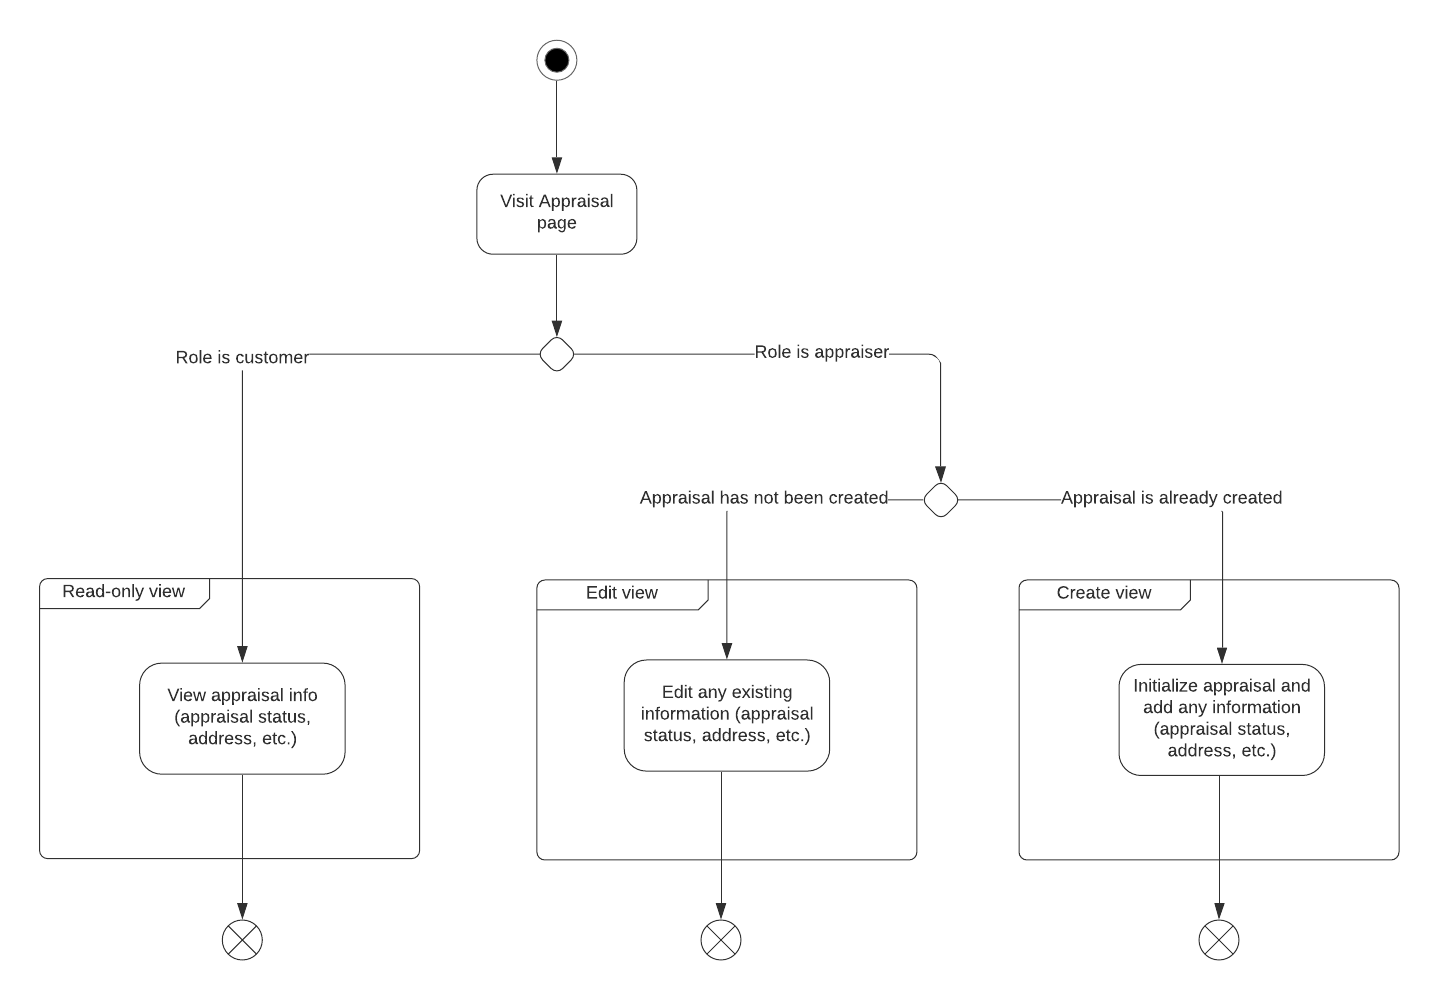 Visit Appraisal
page
Role is customer
Role is appraiser
Appraisal has not been created
Appraisal is already created
Read-only view
View appraisal info
(appraisal status,
address, etc.)
Edit view
Edit any existing
information (appraisal
status, address, etc.)
Create view
Initialize appraisal and
add any information
(appraisal status,
address, etc.)